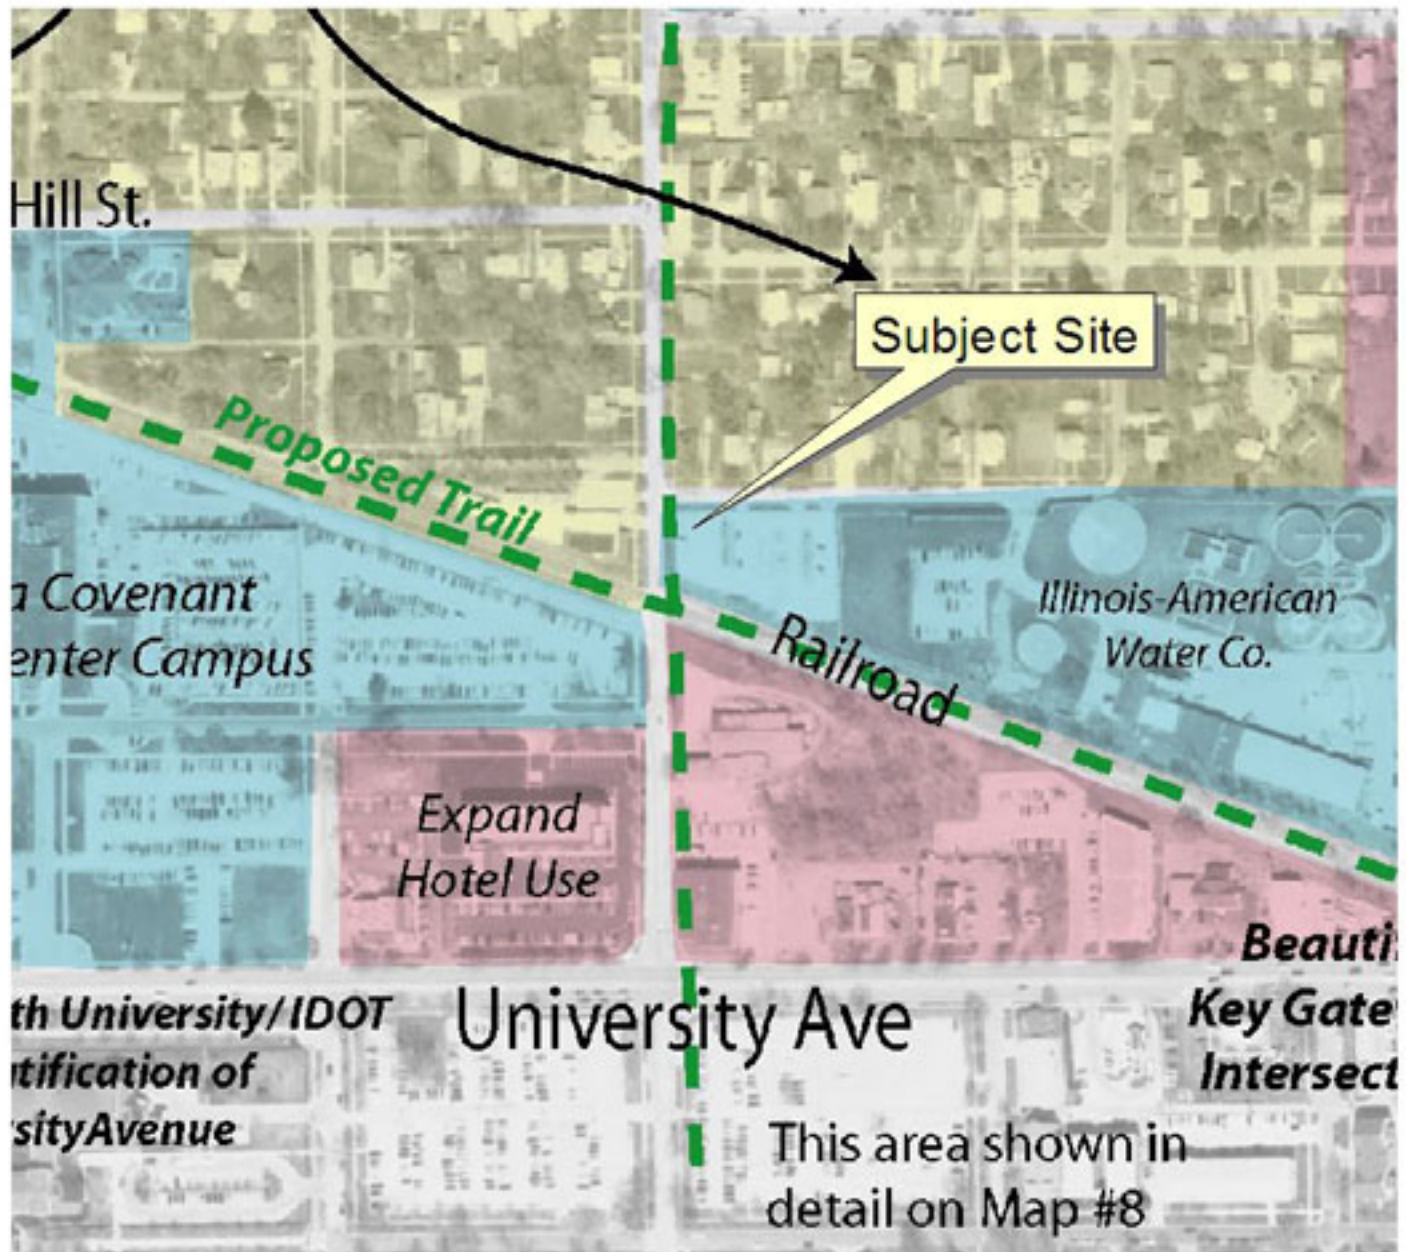 Hill St.
Subject Site
Proposed Trail
a Covenant
enter Campus
Illinois-American
Water Co.
Railroad
Expand
Hotel Use
Beauti
Key Gate
Intersect
th University/IDOT
tification of
sityAvenue
University Ave
This area shown in
detail on Map #8